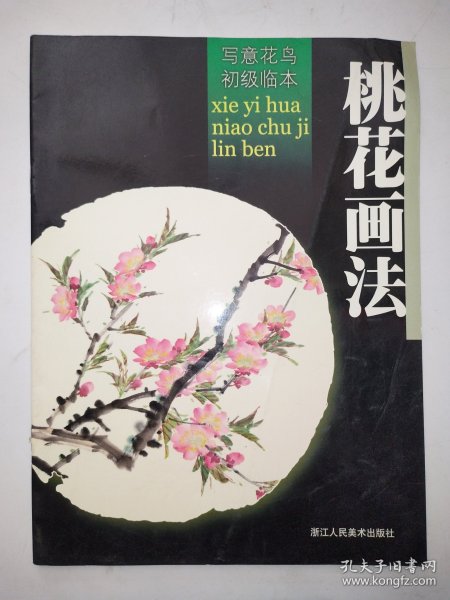 写意花鸟
初级临本
xie yi hua
niao chu ji
lin ben
桃花画法
浙江人民美术出版社
孔夫子旧书网
www.kongfz.com